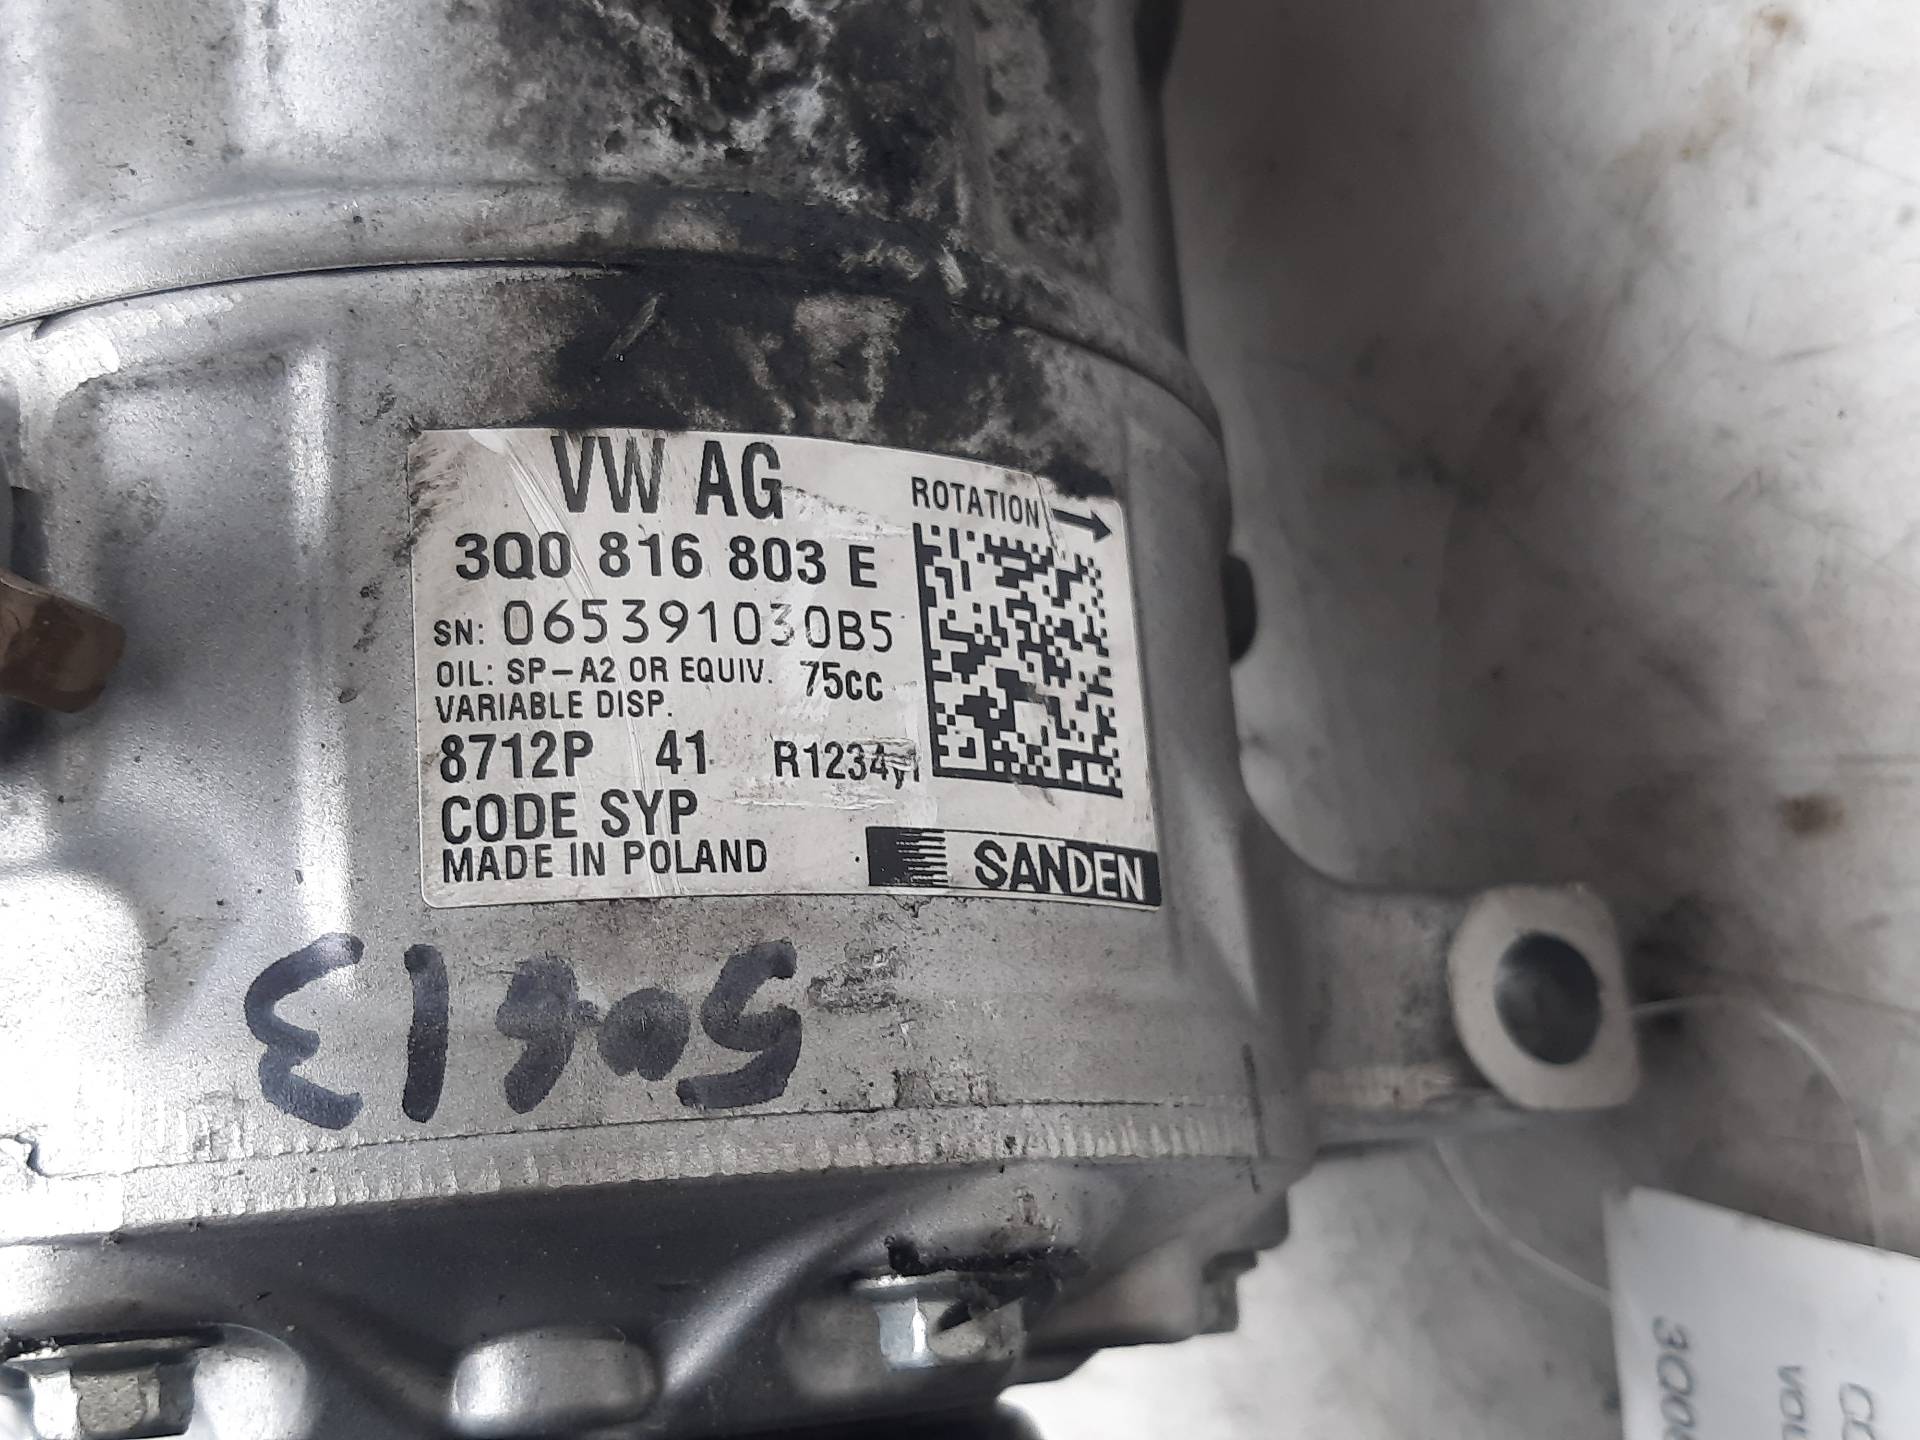 VW AG
ROTATION
3Q0 816 803 E
SN: 065391030B5
OIL: SP-A2 OR EQUIV. 75cc
VARIABLE DISP.
8712P 41 R1234yf
CODE SYP
MADE IN POLAND
SANDEN